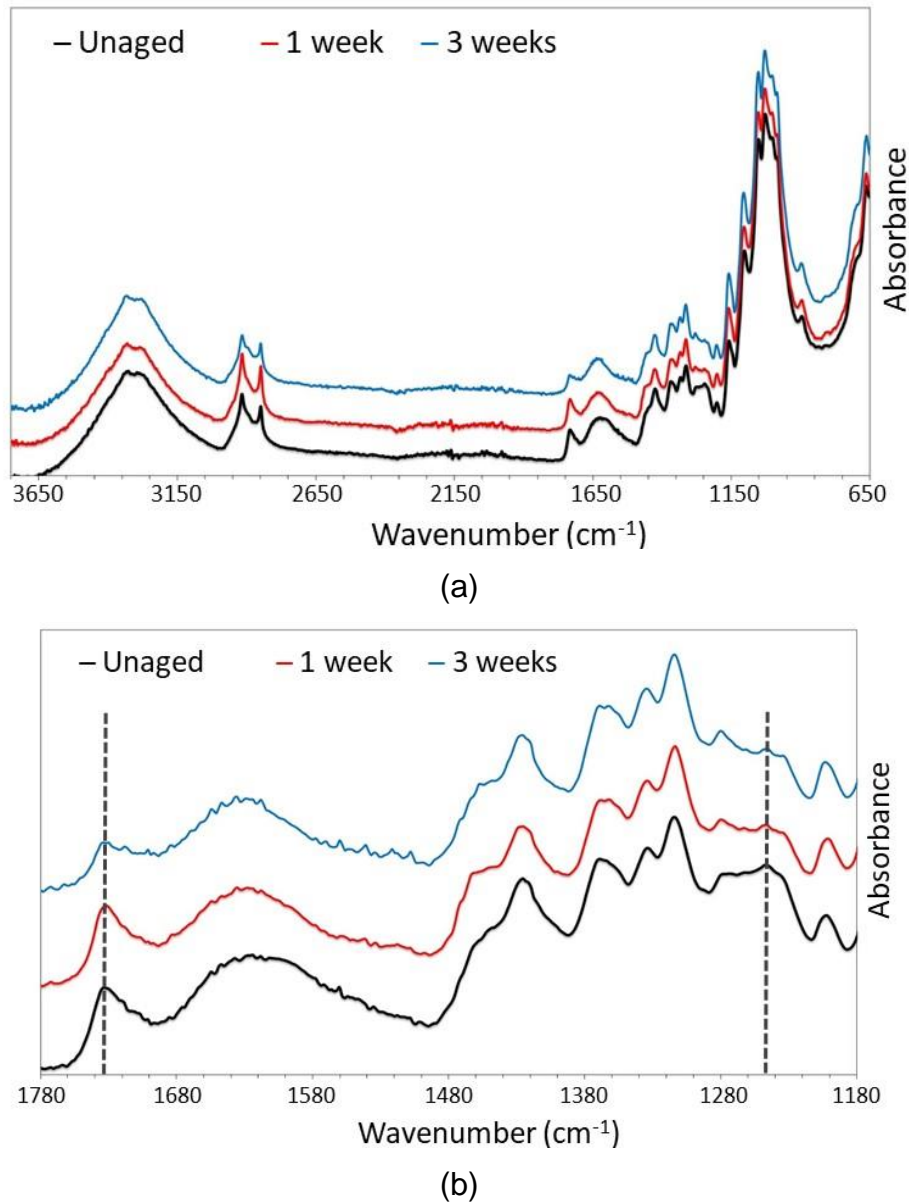 — Unaged — 1 week — 3 weeks
Absorbance
3650 3150 2650 2150 1650 1150 650
Wavenumber (cm⁻¹)
(a)
— Unaged — 1 week — 3 weeks
Absorbance
1780 1680 1580 1480 1380 1280 1180
Wavenumber (cm⁻¹)
(b)